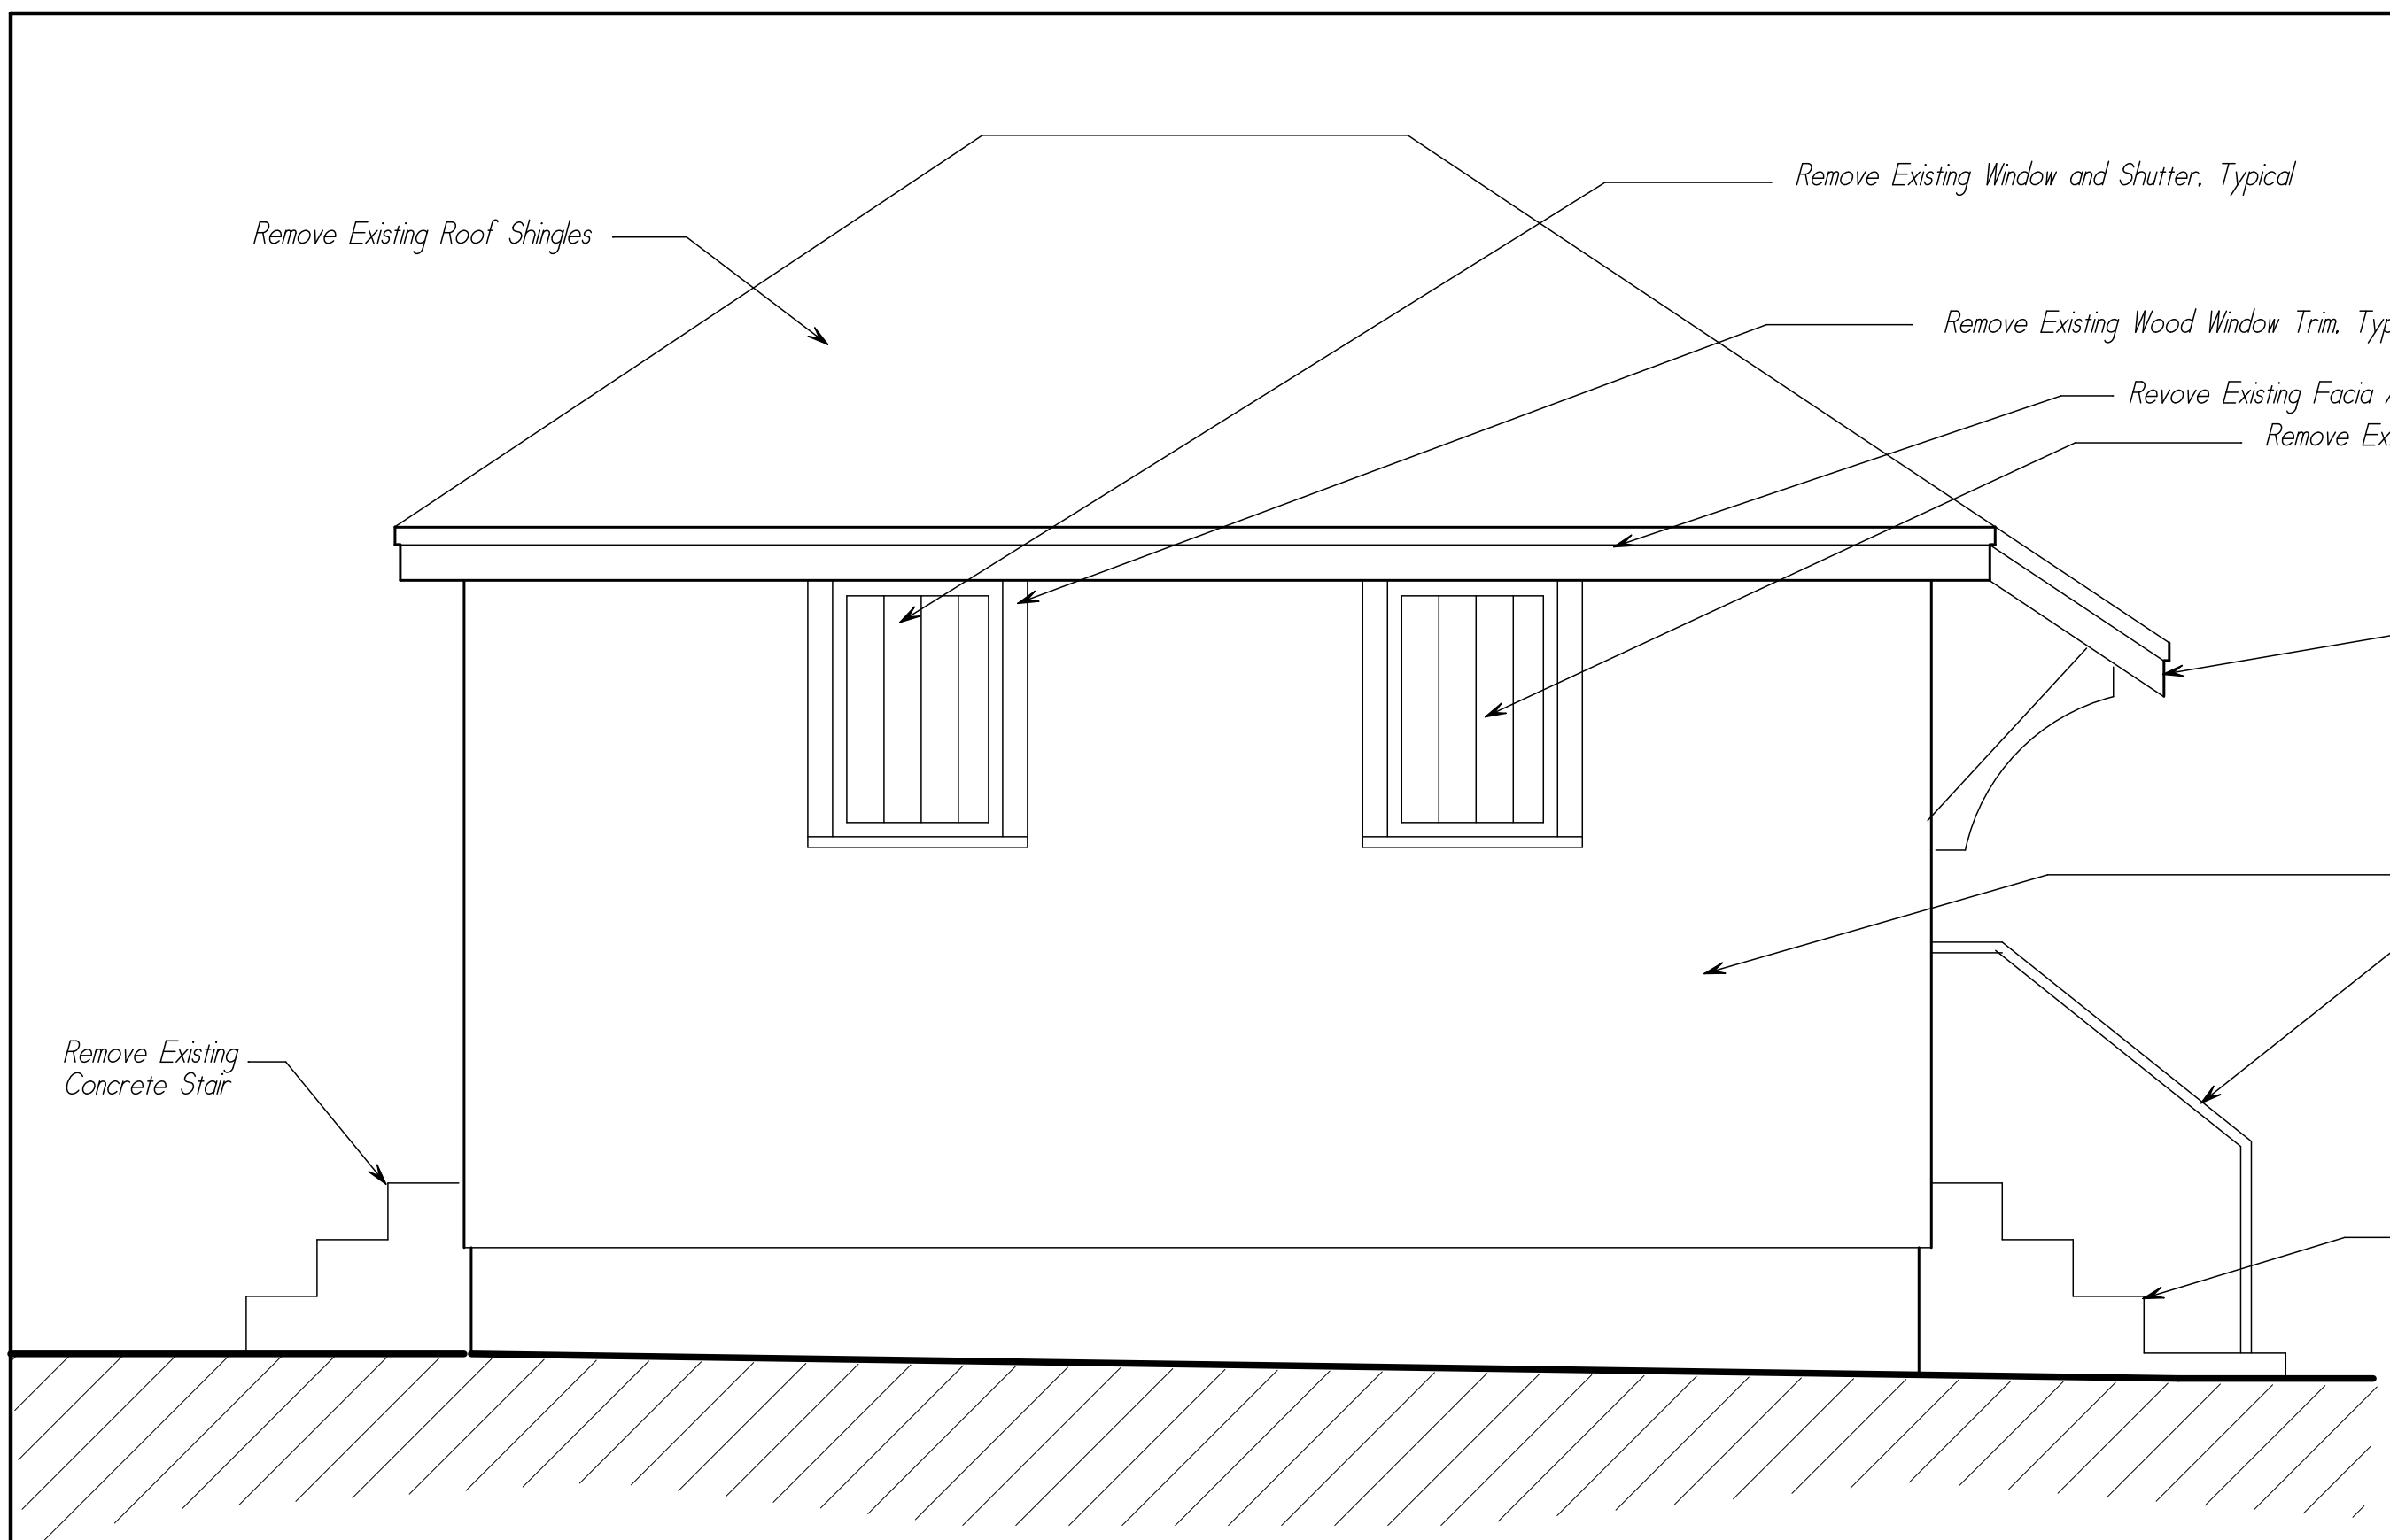 Remove Existing Window and Shutter, Typical
Remove Existing Roof Shingles
Remove Existing Wood Window Trim, Typ
Revove Existing Facia
Remove Ex
Remove Existing
Concrete Stair